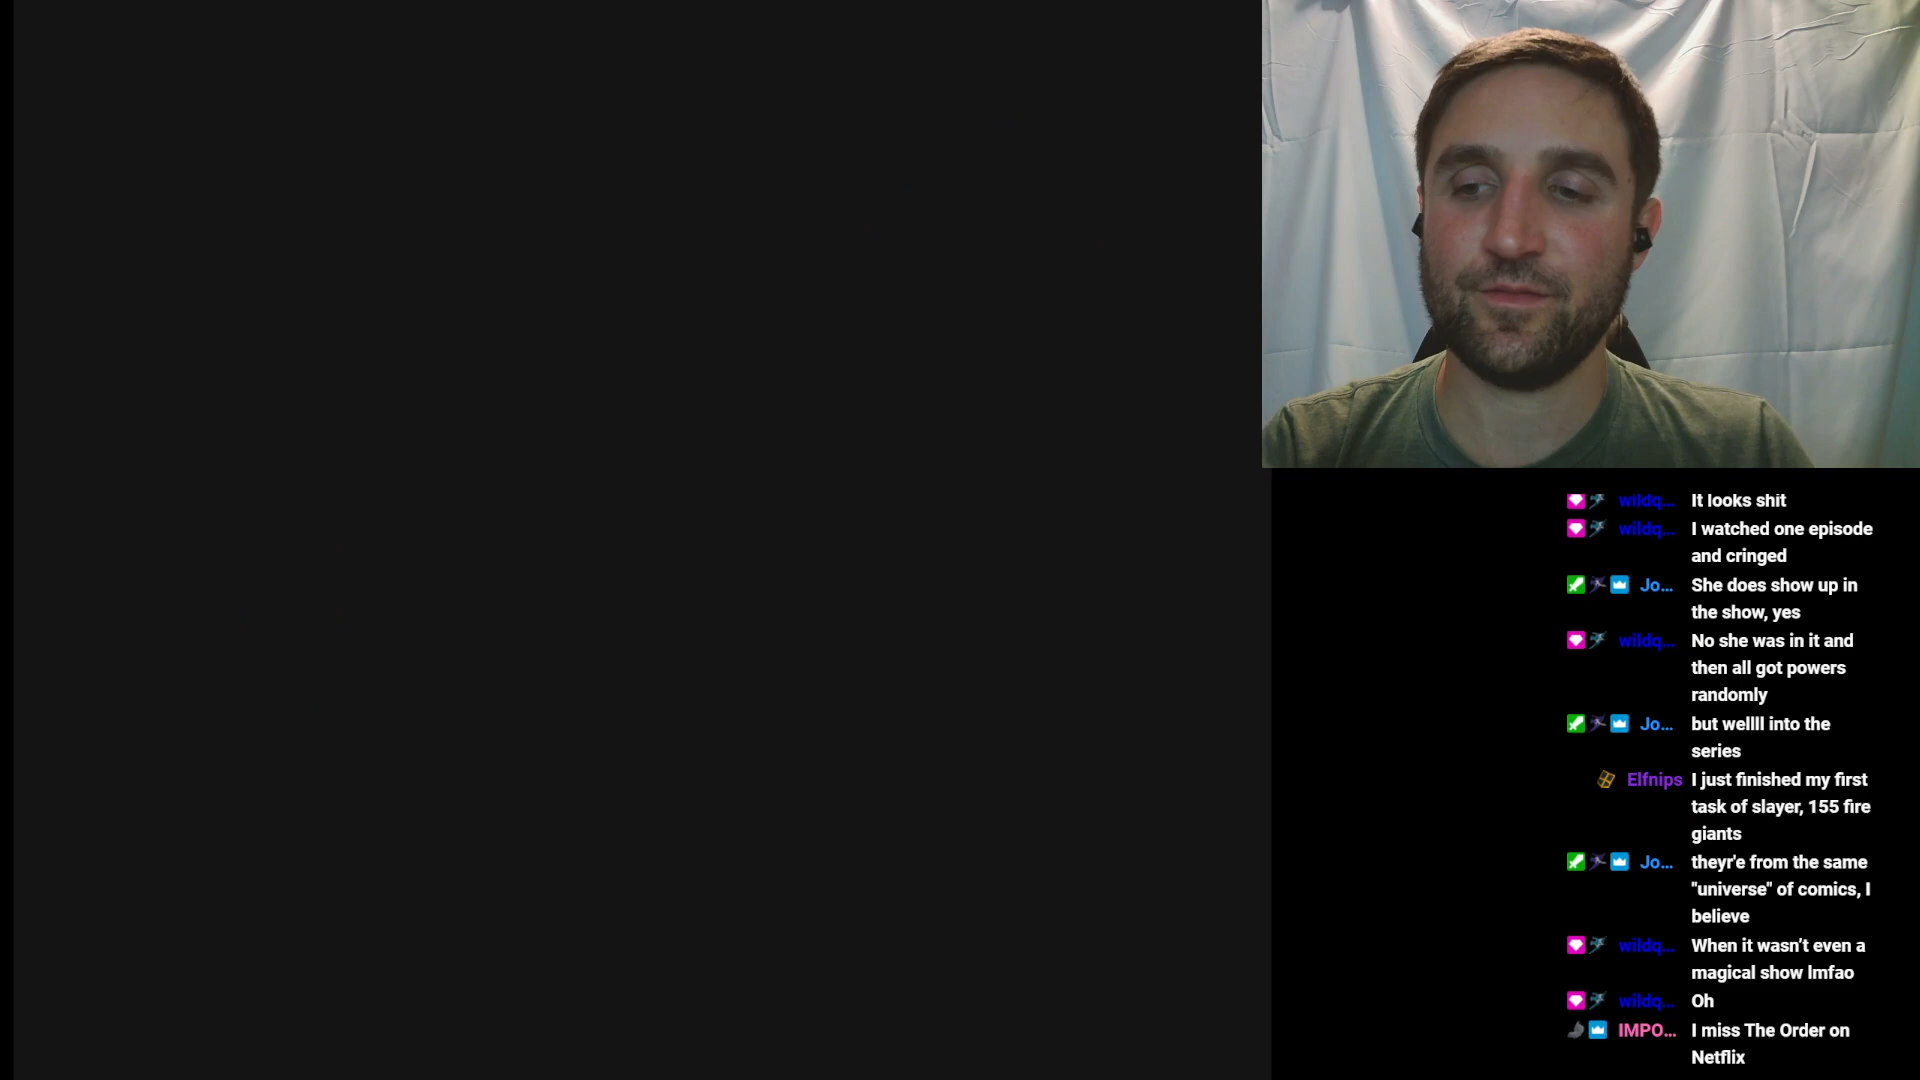 wildq... It looks shit
wildq... I watched one episode
and cringed
Jo... She does show up in
the show, yes
wildq... No she was in it and
then all got powers
randomly
Jo... but wellll into the
series
Elfnips I just finished my first
task of slayer, 155 fire
giants
Jo... theyr'e from the same
"universe" of comics, I
believe
wildq... When it wasn't even a
magical show lmfao
wildq... Oh
IMPO... I miss The Order on
Netflix